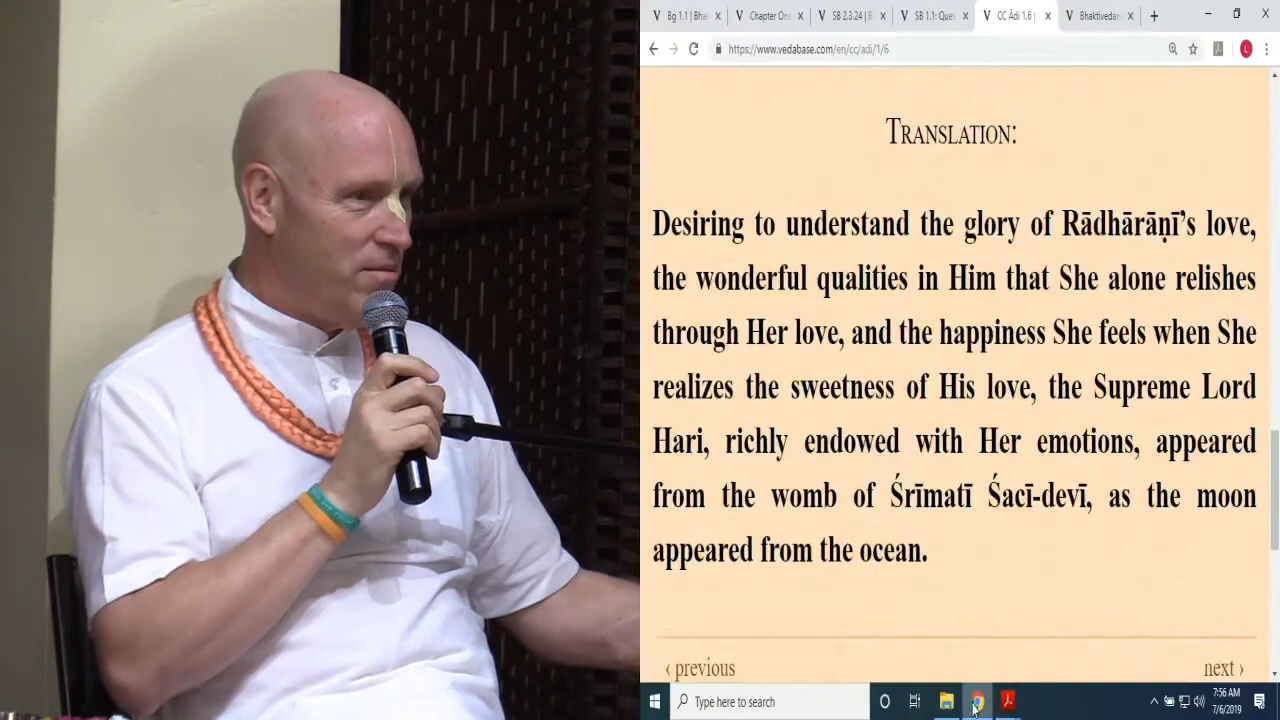 Bg 1.1 | Bha
Chapter One
SB 2.3.24 |
SB 1.1: Ques
CC Ādi 1.6
Bhaktivedan
https://www.vedabase.com/en/cc/adi/1/6
L
TRANSLATION:
Desiring to understand the glory of Rādhārāṇī’s love,
the wonderful qualities in Him that She alone relishes
through Her love, and the happiness She feels when She
realizes the sweetness of His love, the Supreme Lord
Hari, richly endowed with Her emotions, appeared
from the womb of Śrīmatī Śacī-devī, as the moon
appeared from the ocean.
‹ previous
next ›
Type here to search
7:56 AM
7/6/2019